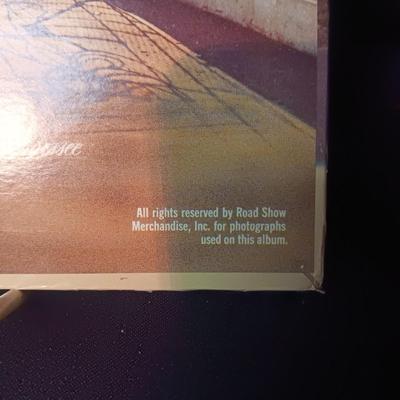 All rights reserved by Road Show
Merchandise, Inc. for photographs
used on this album.